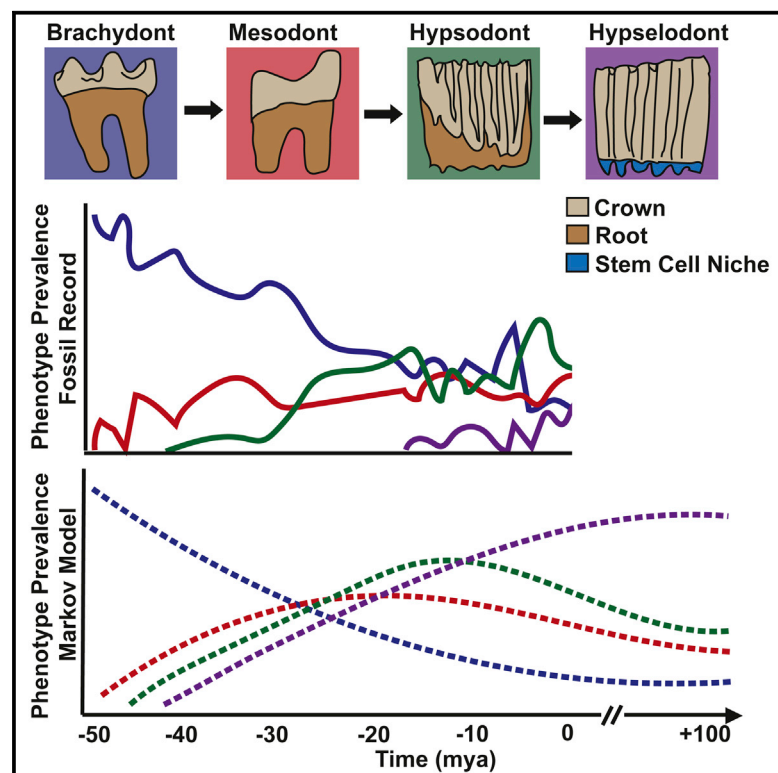 Brachydont Mesodont Hypsodont Hypselodont
Crown
Root
Stem Cell Niche
Phenotype Prevalence
Fossil Record
Phenotype Prevalence
Markov Model
-50 -40 -30 -20 -10 0 +100
Time (mya)